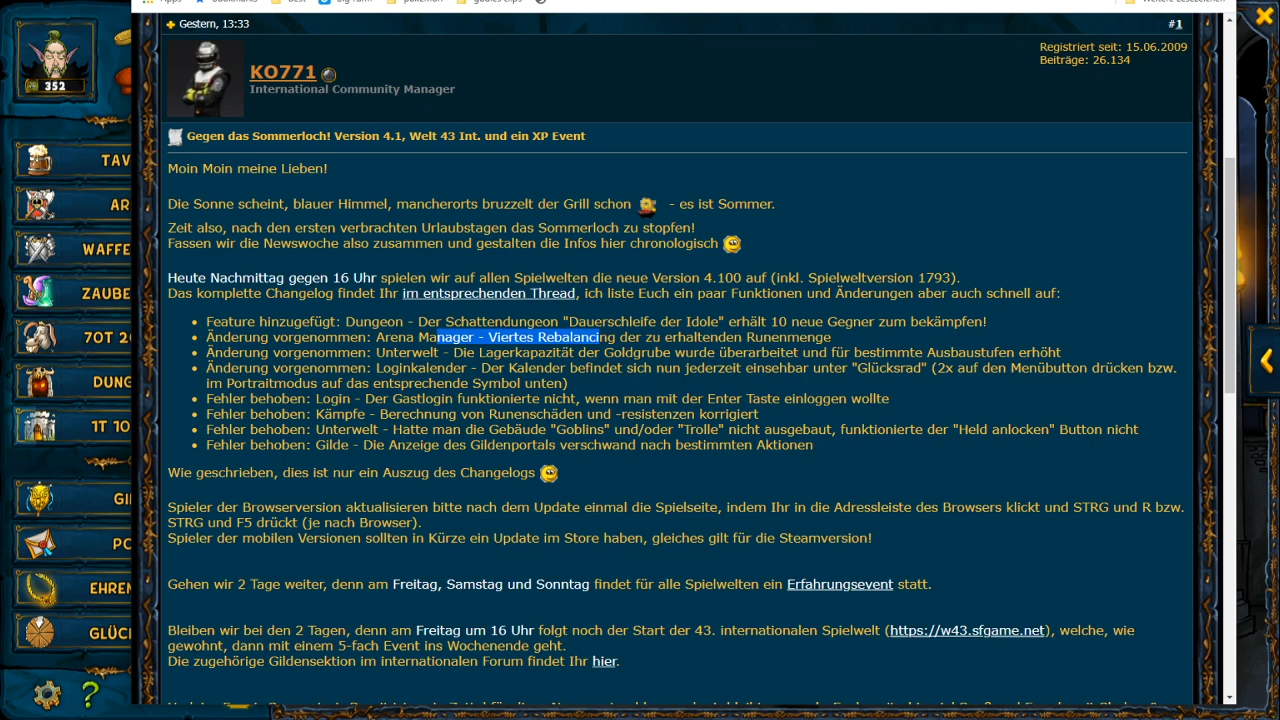 Gestern, 13:33
#1
KO771
International Community Manager
Registriert seit: 15.06.2009
Beiträge: 26.134
Gegen das Sommerloch! Version 4.1, Welt 43 Int. und ein XP Event
Moin Moin meine Lieben!
Die Sonne scheint, blauer Himmel, mancherorts bruzzelt der Grill schon - es ist Sommer.
Zeit also, nach den ersten verbrachten Urlaubstagen das Sommerloch zu stopfen!
Fassen wir die Newswoche also zusammen und gestalten die Infos hier chronologisch
Heute Nachmittag gegen 16 Uhr spielen wir auf allen Spielwelten die neue Version 4.100 auf (inkl. Spielweltversion 1793).
Das komplette Changelog findet Ihr im entsprechenden Thread, ich liste Euch ein paar Funktionen und Änderungen aber auch schnell auf:
• Feature hinzugefügt: Dungeon - Der Schattendungeon "Dauerschleife der Idole" erhält 10 neue Gegner zum bekämpfen!
• Änderung vorgenommen: Arena Manager - Viertes Rebalancing der zu erhaltenden Runenmenge
• Änderung vorgenommen: Unterwelt - Die Lagerkapazität der Goldgrube wurde überarbeitet und für bestimmte Ausbaustufen erhöht
• Änderung vorgenommen: Loginkalender - Der Kalender befindet sich nun jederzeit einsehbar unter "Glücksrad" (2x auf den Menübutton drücken bzw.
im Portraitmodus auf das entsprechende Symbol unten)
• Fehler behoben: Login - Der Gastlogin funktionierte nicht, wenn man mit der Enter Taste einloggen wollte
• Fehler behoben: Kämpfe - Berechnung von Runenschäden und -resistenzen korrigiert
• Fehler behoben: Unterwelt - Hatte man die Gebäude "Goblins" und/oder "Trolle" nicht ausgebaut, funktionierte der "Held anlocken" Button nicht
• Fehler behoben: Gilde - Die Anzeige des Gildenportals verschwand nach bestimmten Aktionen
Wie geschrieben, dies ist nur ein Auszug des Changelogs
Spieler der Browserversion aktualisieren bitte nach dem Update einmal die Spielseite, indem Ihr in die Adressleiste des Browsers klickt und STRG und R bzw.
STRG und F5 drückt (je nach Browser).
Spieler der mobilen Versionen sollten in Kürze ein Update im Store haben, gleiches gilt für die Steamversion!
Gehen wir 2 Tage weiter, denn am Freitag, Samstag und Sonntag findet für alle Spielwelten ein Erfahrungsevent statt.
Bleiben wir bei den 2 Tagen, denn am Freitag um 16 Uhr folgt noch der Start der 43. internationalen Spielwelt (https://w43.sfgame.net), welche, wie
gewohnt, dann mit einem 5-fach Event ins Wochenende geht.
Die zugehörige Gildensektion im internationalen Forum findet Ihr hier.
352
TAV
AR
WAFFE
ZAUBE
7OT 2
DUNG
1T 10
GI
PO
EHREN
GLÜC
?